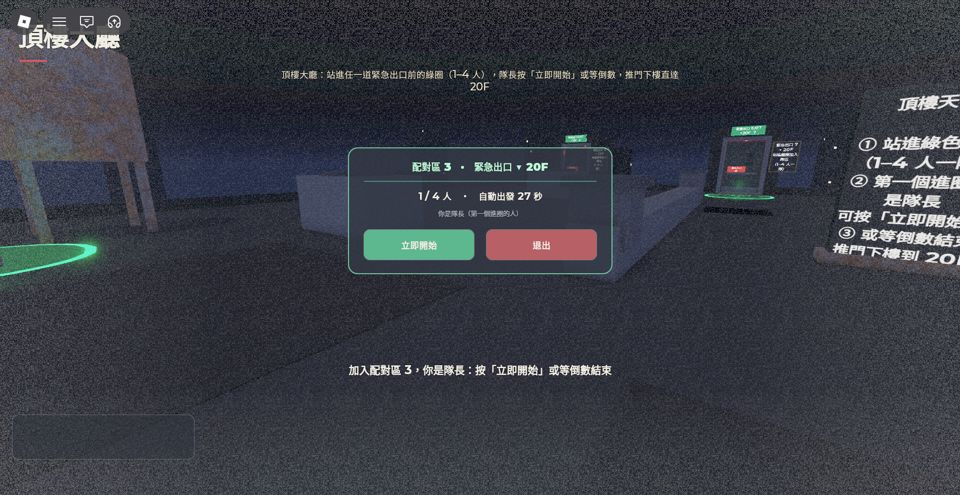 頂樓大廳
頂樓大廳：站進任一道緊急出口前的綠圈（1–4 人），隊長按「立即開始」或等倒數，推門下樓直達
20F
配對區 3 • 緊急出口 ▼ 20F
1 / 4 人 • 自動出發 27 秒
你是隊長（第一個進圈的人）
立即開始
退出
加入配對區 3，你是隊長：按「立即開始」或等倒數結束
頂樓天
① 站進綠色
（1–4 人一
② 第一個進圈
是隊長
可按「立即開始
③ 或等倒數結束
推門下樓到 20F